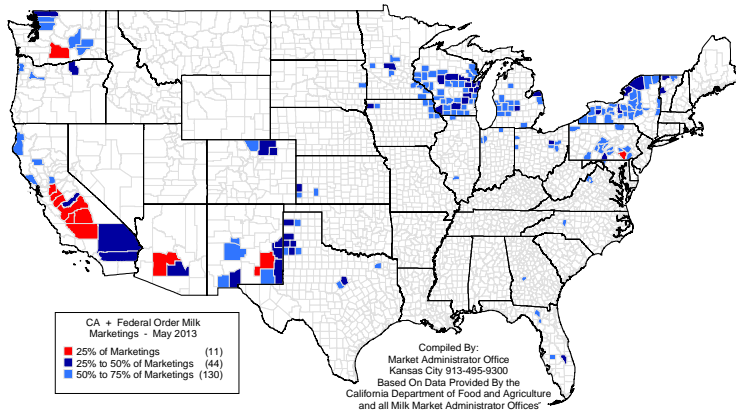 CA + Federal Order Milk
Marketings - May 2013
25% of Marketings (11)
25% to 50% of Marketings (44)
50% to 75% of Marketings (130)
Compiled By:
Market Administrator Office
Kansas City 913-495-9300
Based On Data Provided By the
California Department of Food and Agriculture
and all Milk Market Administrator Offices"